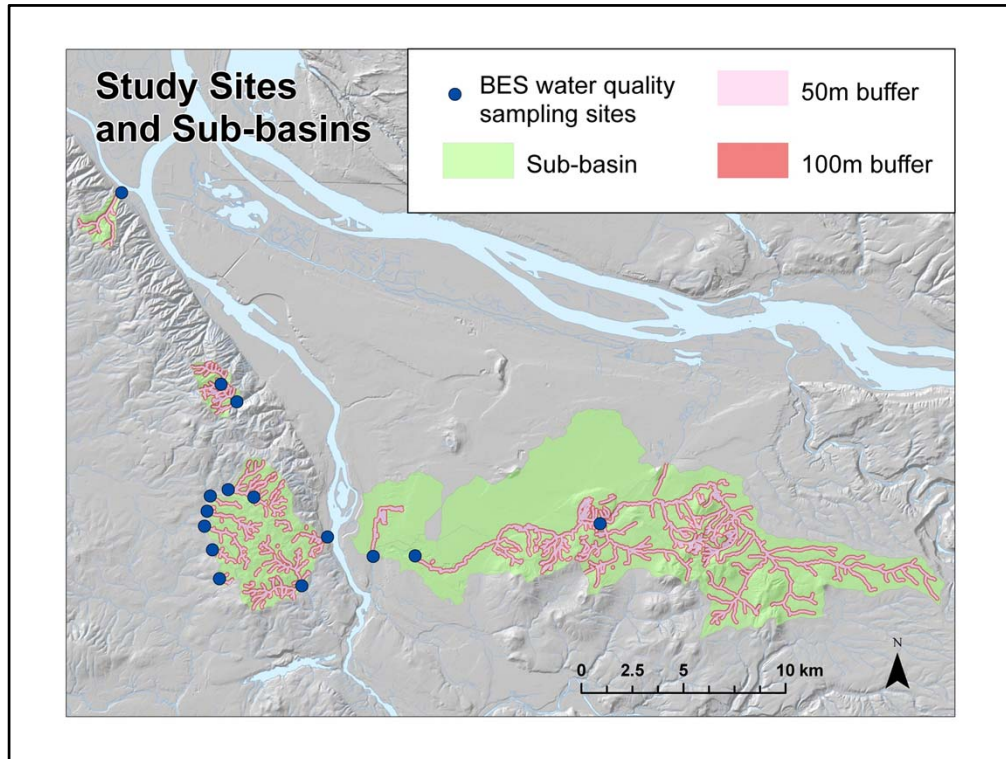 Study Sites
and Sub-basins
BES water quality
sampling sites
Sub-basin
50m buffer
100m buffer
N
0 2.5 5 10 km